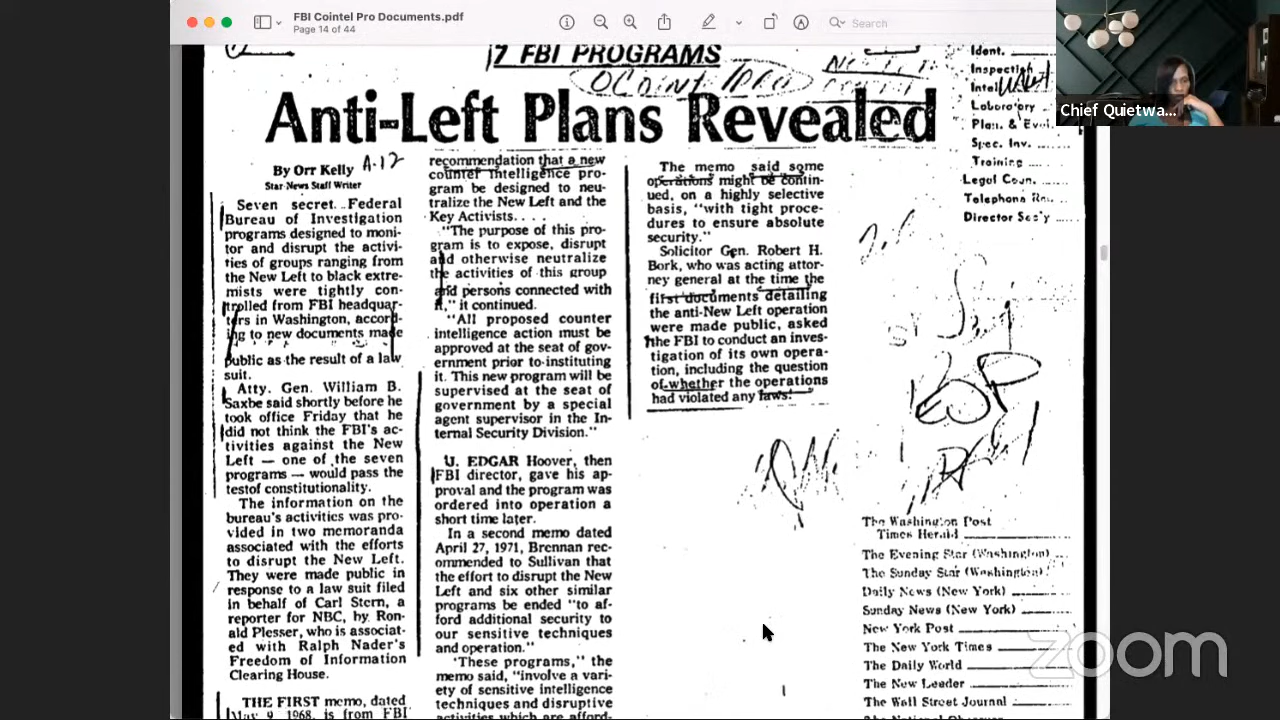 FBI Cointel Pro Documents.pdf
Page 14 of 44
Search
Chief Quietwa...
7 FBI PROGRAMS
Anti-Left Plans Revealed
By Orr Kelly
A-12
Star-News Staff Writer
Seven secret Federal
Bureau of Investigation
programs designed to moni-
tor and disrupt the activi-
ties of groups ranging from
the New Left to black extre-
mists were tightly con-
trolled from FBI headquar-
ters in Washington, accord-
ing to new documents made
public as the result of a law
suit.
Atty. Gen. William B.
Saxbe said shortly before he
took office Friday that he
did not think the FBI's ac-
tivities against the New
Left — one of the seven
programs — would pass the
testof constitutionality.
The information on the
bureau's activities was pro-
vided in two memoranda
associated with the efforts
to disrupt the New Left.
They were made public in
response to a law suit filed
in behalf of Carl Stern, a
reporter for NBC, by Ron-
ald Plesser, who is associat-
ed with Ralph Nader's
Freedom of Information
Clearing House.
THE FIRST memo, dated
May 9, 1968, is from FBI
recommendation that a new
counter intelligence pro-
gram be designed to neu-
tralize the New Left and the
Key Activists. . . .
"The purpose of this pro-
gram is to expose, disrupt
and otherwise neutralize
the activities of this group
and persons connected with
it," it continued.
"All proposed counter
intelligence action must be
approved at the seat of gov-
ernment prior to instituting
it. This new program will be
supervised at the seat of
government by a special
agent supervisor in the In-
ternal Security Division."
J. EDGAR Hoover, then
FBI director, gave his ap-
proval and the program was
ordered into operation a
short time later.
In a second memo dated
April 27, 1971, Brennan rec-
ommended to Sullivan that
the effort to disrupt the New
Left and six other similar
programs be ended "to af-
ford additional security to
our sensitive techniques
and operation."
"These programs," the
memo said, "involve a vari-
ety of sensitive intelligence
techniques and disruptive
activities which are afford-
The memo said some
operations might be contin-
ued, on a highly selective
basis, "with tight proce-
dures to ensure absolute
security."
Solicitor Gen. Robert H.
Bork, who was acting attor-
ney general at the time the
first documents detailing
the anti-New Left operation
were made public, asked
the FBI to conduct an inves-
tigation of its own opera-
tion, including the question
of whether the operations
had violated any laws.
Ident.
Inspection
Intel
Laboratory
Plan. & Eval.
Spec. Inv.
Training
Legal Coun.
Telephone Rm.
Director Sec'y
The Washington Post
Times Herald
The Evening Star (Washington)
The Sunday Star (Washington)
Daily News (New York)
Sunday News (New York)
New York Post
The New York Times
The Daily World
The New Leader
The Wall Street Journal
The National Observer
zoom